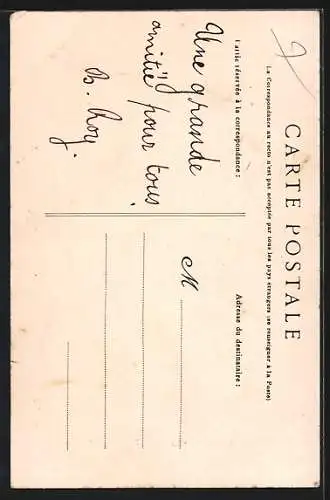 CARTE POSTALE
La Correspondance au recto n'est pas acceptée par tous les pays étrangers (se renseigner à la Poste)
Partie réservée à la correspondance :
Adresse du destinataire :
Une grande
amitié pour tous
B. Roy.
M